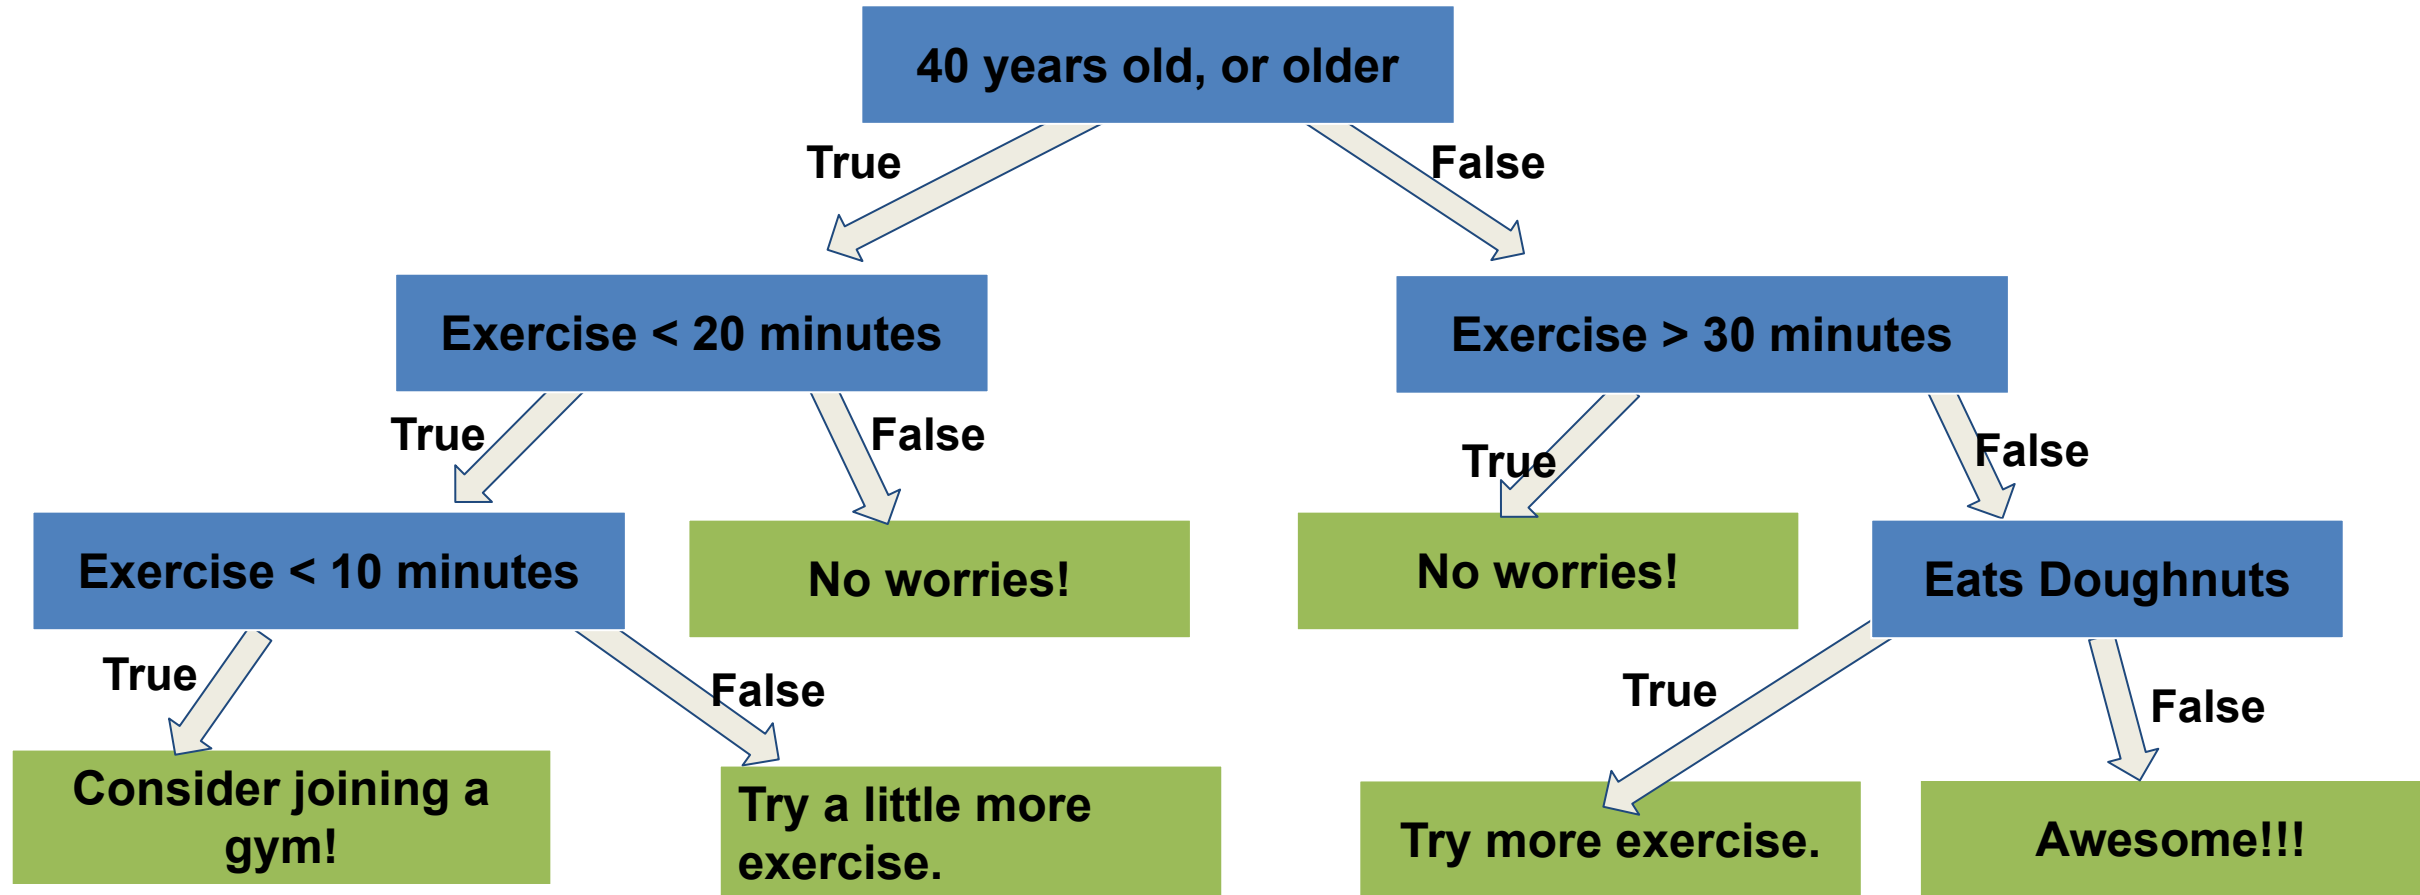 40 years old, or older
True
False
Exercise < 20 minutes
Exercise > 30 minutes
True
False
True
False
Exercise < 10 minutes
No worries!
No worries!
Eats Doughnuts
True
False
True
False
Consider joining a
gym!
Try a little more
exercise.
Try more exercise.
Awesome!!!